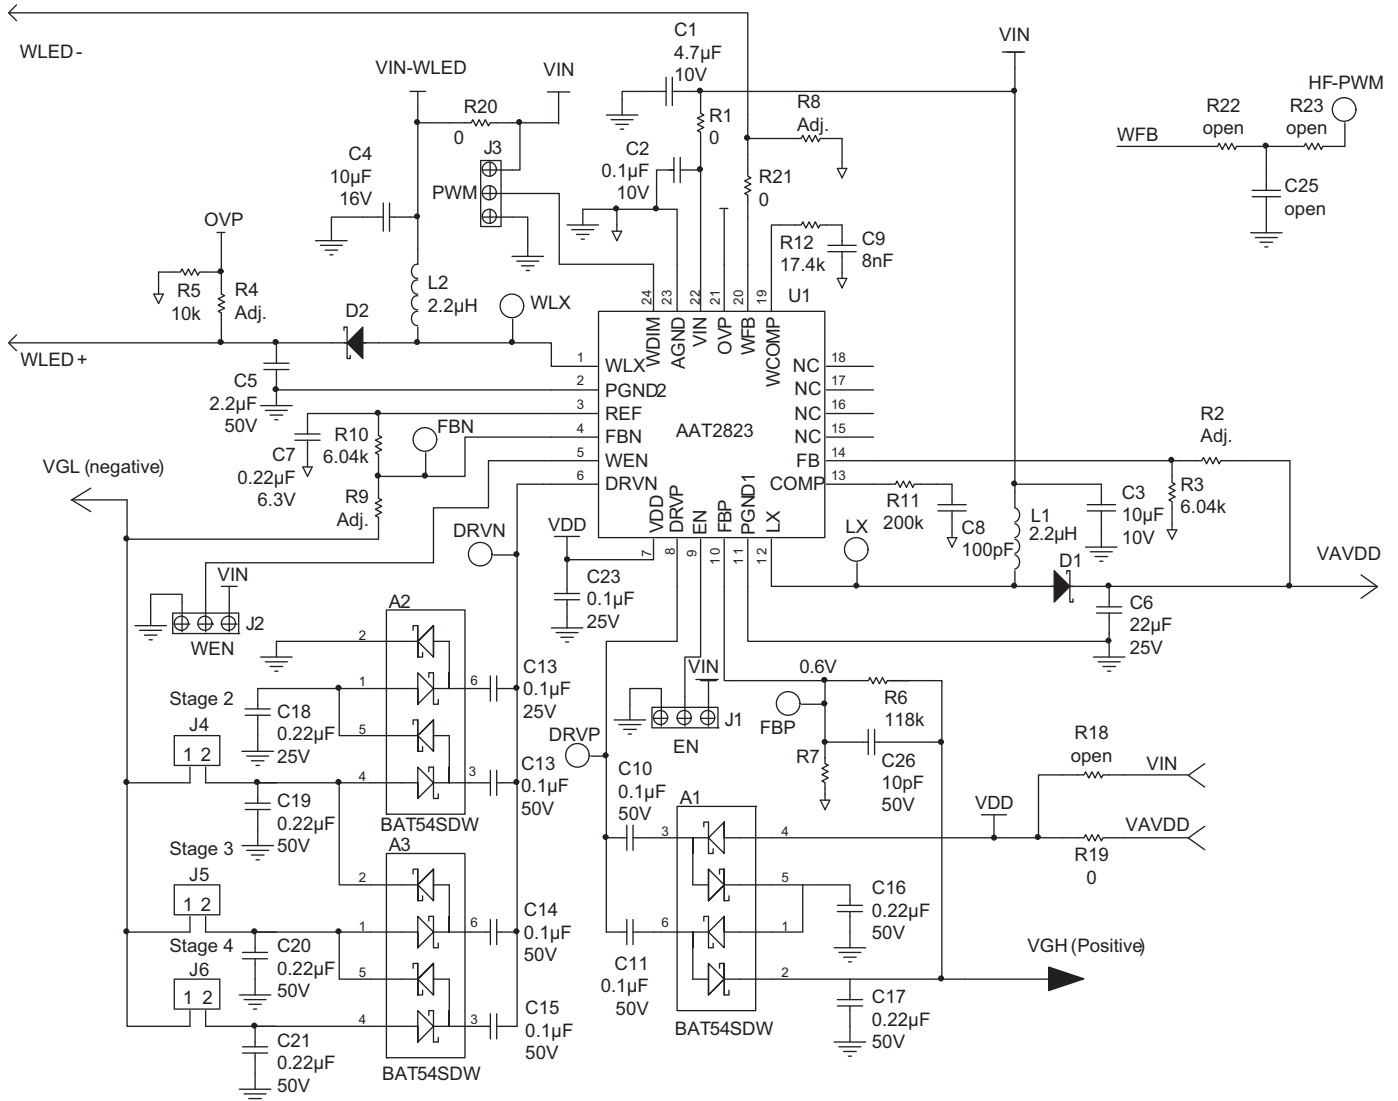 WLED-
VIN-WLED
VIN
R20
0
J3
PWM
C4
10µF
16V
OVP
R5
10k
R4
Adj.
L2
2.2µH
WLX
D2
WLED+
C5
2.2µF
50V
C1
4.7µF
10V
R1
0
C2
0.1µF
10V
R8
Adj.
R21
0
R12
17.4k
C9
8nF
VIN
HF-PWM
R22
open
R23
open
WFB
C25
open
U1
24
23
22
21
20
19
WDIM
AGND
VIN
OVP
WFB
WCOMP
1
WLX
2
PGND2
3
REF
4
FBN
5
WEN
6
DRVN
AAT2823
NC
18
NC
17
NC
16
NC
15
FB
14
COMP
13
VDD
DRVP
EN
FBP
PGND1
LX
7
8
9
10
11
12
C7
0.22µF
6.3V
R10
6.04k
FBN
R9
Adj.
VGL (negative)
R2
Adj.
R3
6.04k
R11
200k
C8
100pF
L1
2.2µH
C3
10µF
10V
LX
D1
VAVDD
C6
22µF
25V
DRVN
VDD
C23
0.1µF
25V
VIN
J2
WEN
A2
2
1
5
4
6
3
C13
0.1µF
25V
C13
0.1µF
50V
BAT54SDW
Stage 2
J4
1 2
C18
0.22µF
25V
C19
0.22µF
50V
Stage 3
J5
1 2
A3
2
1
5
4
6
3
C14
0.1µF
50V
C15
0.1µF
50V
BAT54SDW
Stage 4
J6
1 2
C20
0.22µF
50V
C21
0.22µF
50V
VIN
J1
EN
0.6V
FBP
R6
118k
R7
C26
10pF
50V
DRVP
C10
0.1µF
50V
C11
0.1µF
50V
A1
3
4
5
6
1
2
BAT54SDW
C16
0.22µF
50V
C17
0.22µF
50V
VGH (Positive)
VDD
R18
open
VIN
R19
0
VAVDD